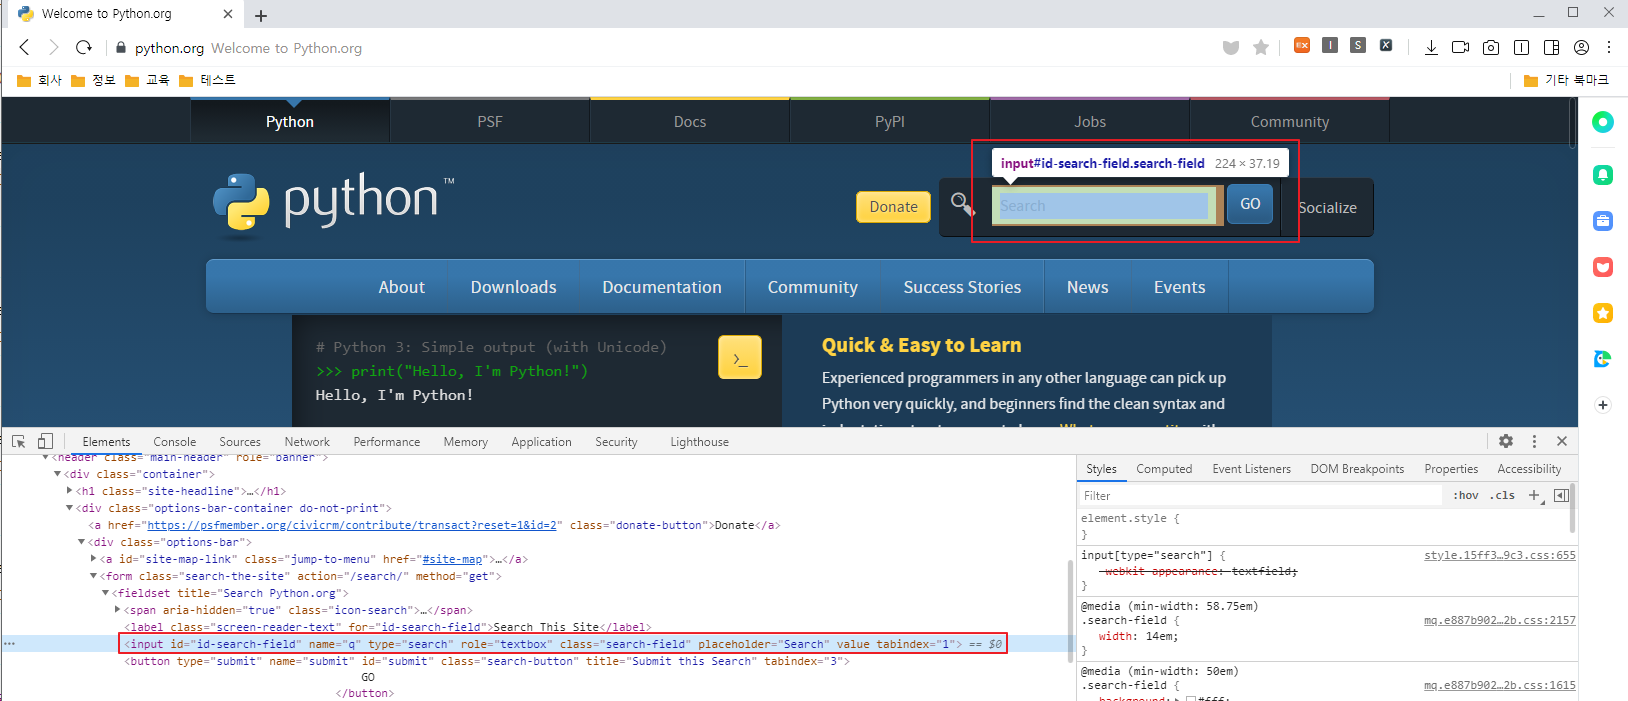 Welcome to Python.org
python.org Welcome to Python.org
회사 정보 교육 테스트 기타 북마크
Python PSF Docs PyPI Jobs Community
input#id-search-field.search-field 224 × 37.19
python™
Donate Search GO Socialize
About Downloads Documentation Community Success Stories News Events
# Python 3: Simple output (with Unicode)
>>> print("Hello, I'm Python!")
Hello, I'm Python!
>_
Quick & Easy to Learn
Experienced programmers in any other language can pick up
Python very quickly, and beginners find the clean syntax and
Elements Console Sources Network Performance Memory Application Security Lighthouse
<header class="main-header" role="banner">
<div class="container">
<h1 class="site-headline">…</h1>
<div class="options-bar-container do-not-print">
<a href="https://psfmember.org/civicrm/contribute/transact?reset=1&id=2" class="donate-button">Donate</a>
<div class="options-bar">
<a id="site-map-link" class="jump-to-menu" href="#site-map">…</a>
<form class="search-the-site" action="/search/" method="get">
<fieldset title="Search Python.org">
<span aria-hidden="true" class="icon-search">…</span>
<label class="screen-reader-text" for="id-search-field">Search This Site</label>
<input id="id-search-field" name="q" type="search" role="textbox" class="search-field" placeholder="Search" value tabindex="1"> == $0
<button type="submit" name="submit" id="submit" class="search-button" title="Submit this Search" tabindex="3">
GO
</button>
Styles Computed Event Listeners DOM Breakpoints Properties Accessibility
Filter :hov .cls +
element.style {
}
input[type="search"] { style.15ff3…9c3.css:655
-webkit-appearance: textfield;
}
@media (min-width: 58.75em)
.search-field { mq.e887b902…2b.css:2157
width: 14em;
}
@media (min-width: 50em)
.search-field { mq.e887b902…2b.css:1615
background: #fff;